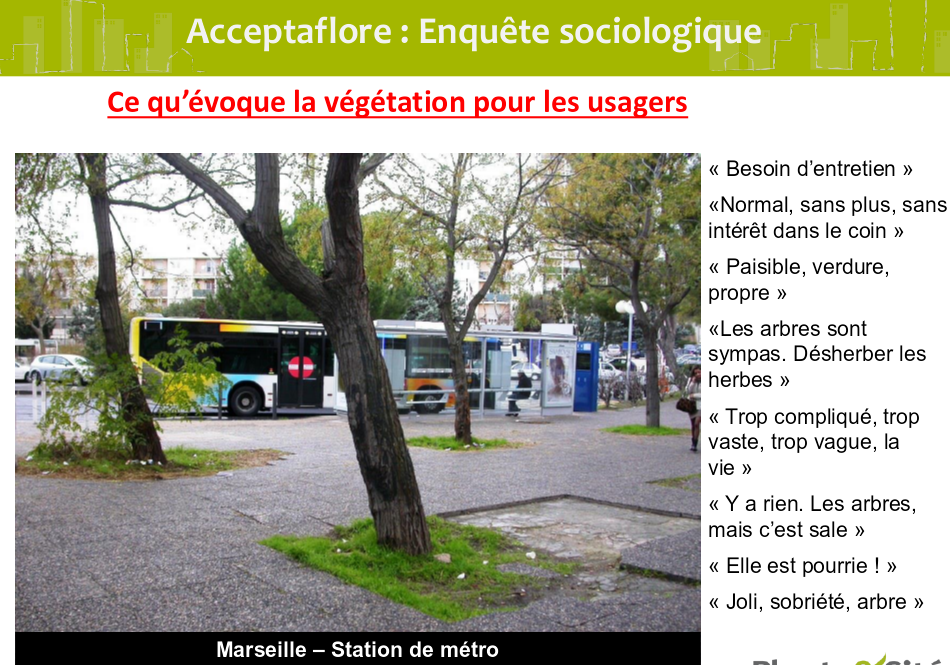 Acceptaflore : Enquête sociologique
Ce qu’évoque la végétation pour les usagers
« Besoin d’entretien »
«Normal, sans plus, sans
intérêt dans le coin »
« Paisible, verdure,
propre »
«Les arbres sont
sympas. Désherber les
herbes »
« Trop compliqué, trop
vaste, trop vague, la
vie »
« Y a rien. Les arbres,
mais c’est sale »
« Elle est pourrie ! »
« Joli, sobriété, arbre »
Marseille – Station de métro